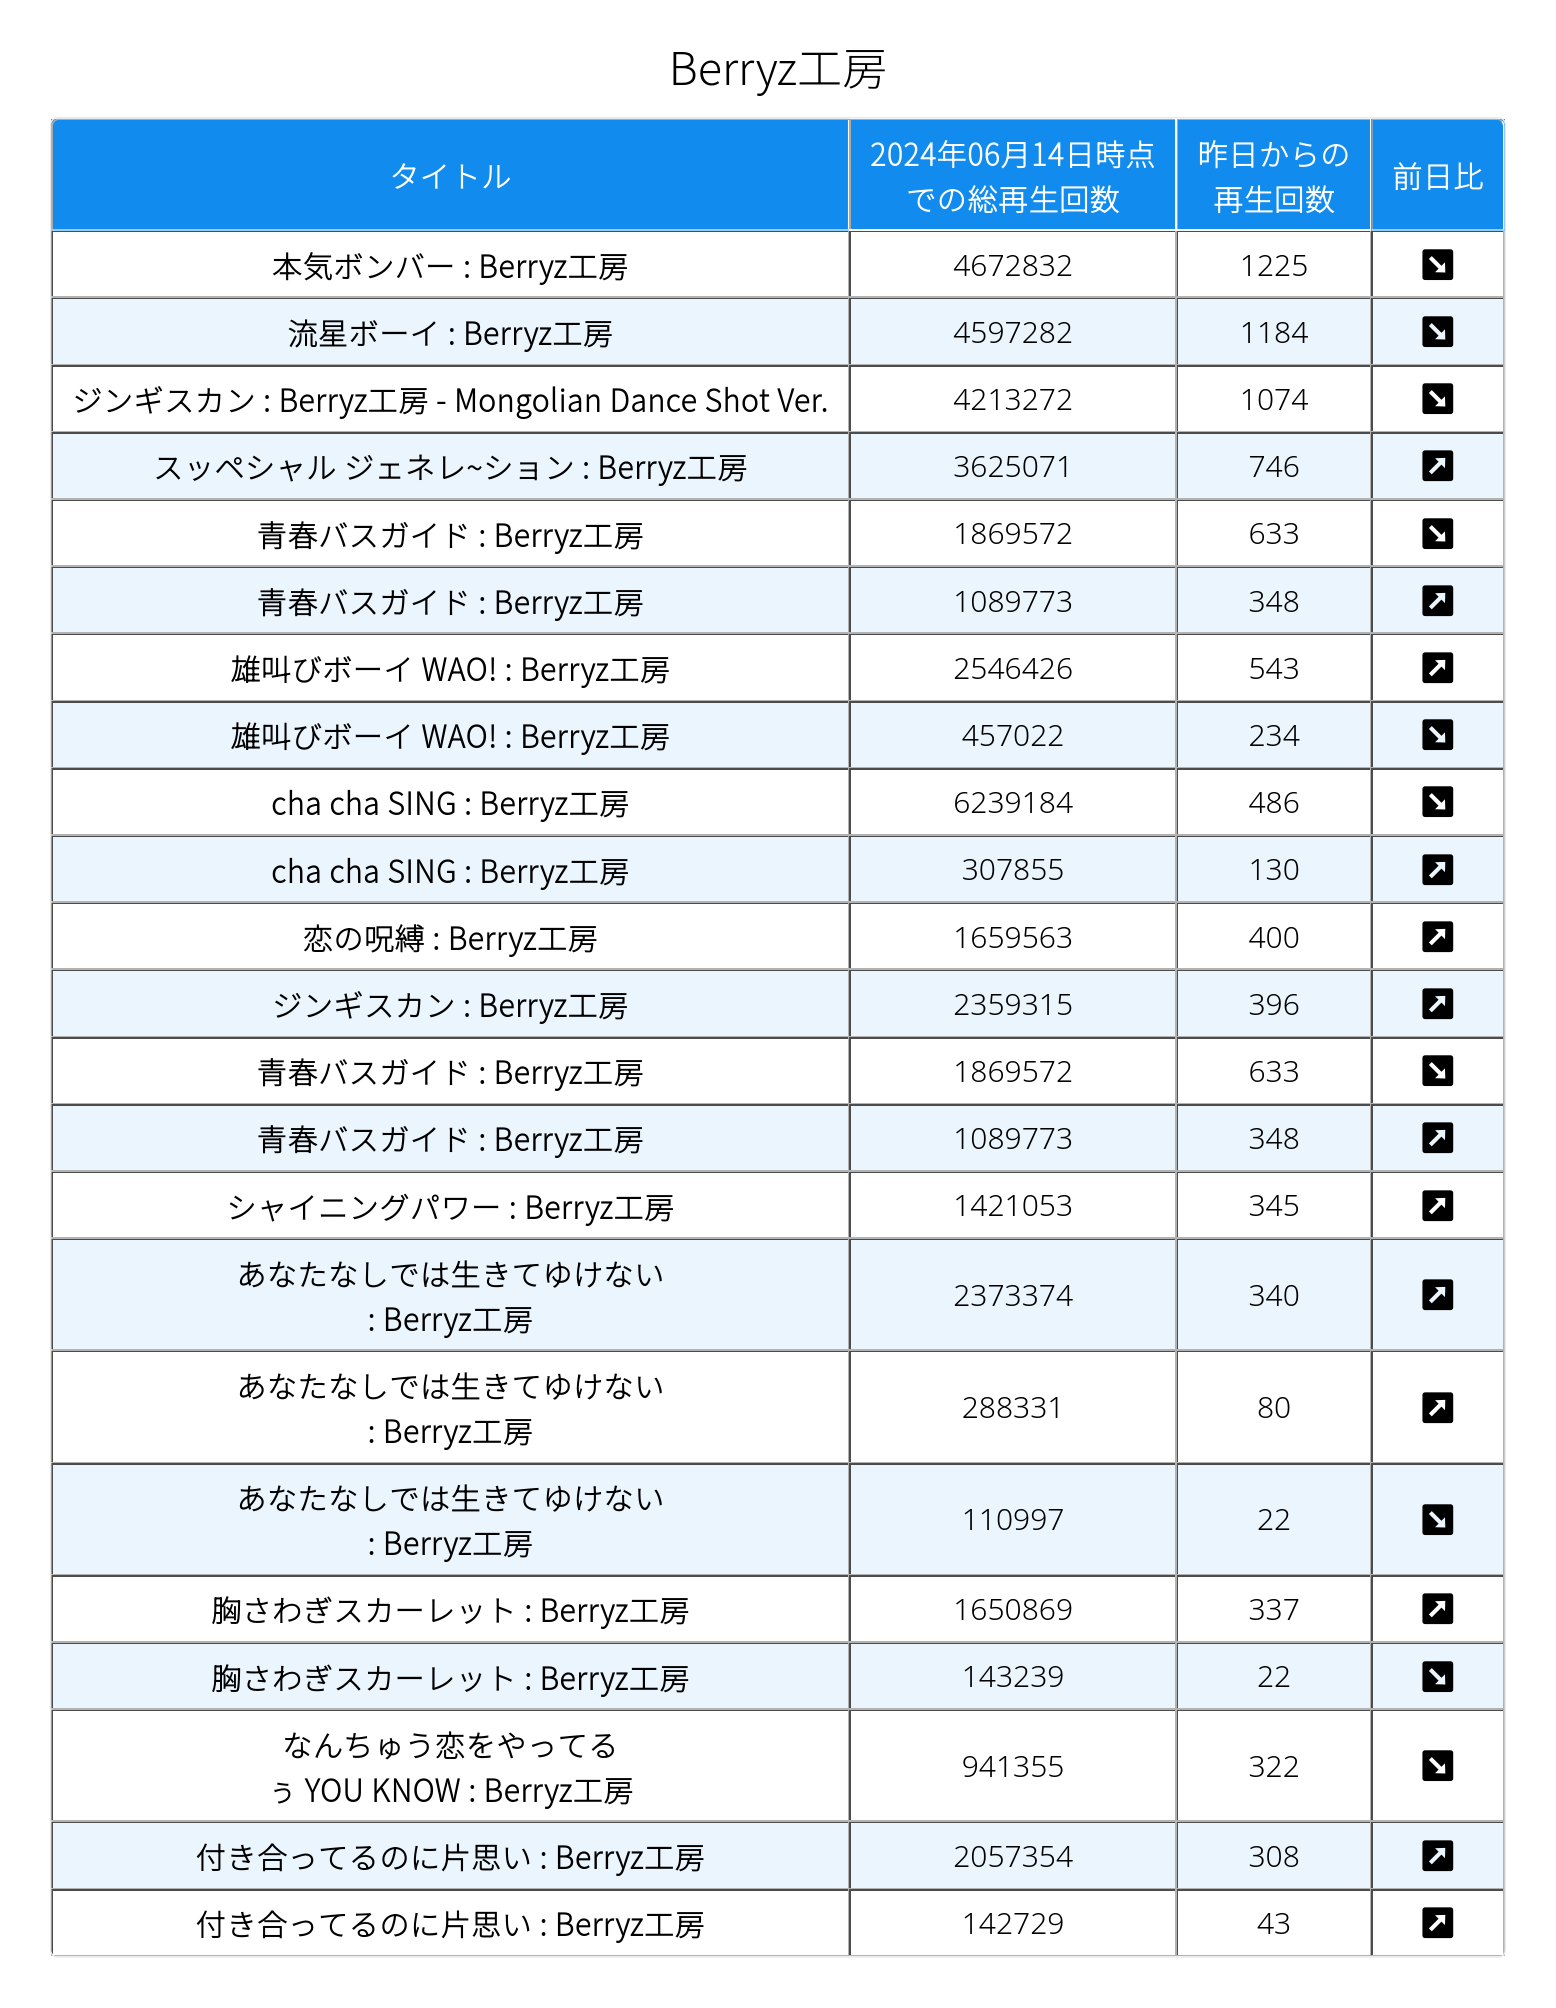 Berryz工房
タイトル
2024年06月14日時点
での総再生回数
昨日からの
再生回数
前日比
本気ボンバー : Berryz工房 4672832 1225
流星ボーイ : Berryz工房 4597282 1184
ジンギスカン : Berryz工房 - Mongolian Dance Shot Ver. 4213272 1074
スッペシャル ジェネレ~ション : Berryz工房 3625071 746
青春バスガイド : Berryz工房 1869572 633
青春バスガイド : Berryz工房 1089773 348
雄叫びボーイ WAO! : Berryz工房 2546426 543
雄叫びボーイ WAO! : Berryz工房 457022 234
cha cha SING : Berryz工房 6239184 486
cha cha SING : Berryz工房 307855 130
恋の呪縛 : Berryz工房 1659563 400
ジンギスカン : Berryz工房 2359315 396
青春バスガイド : Berryz工房 1869572 633
青春バスガイド : Berryz工房 1089773 348
シャイニングパワー : Berryz工房 1421053 345
あなたなしでは生きてゆけない
: Berryz工房 2373374 340
あなたなしでは生きてゆけない
: Berryz工房 288331 80
あなたなしでは生きてゆけない
: Berryz工房 110997 22
胸さわぎスカーレット : Berryz工房 1650869 337
胸さわぎスカーレット : Berryz工房 143239 22
なんちゅう恋をやってる
ぅ YOU KNOW : Berryz工房 941355 322
付き合ってるのに片思い : Berryz工房 2057354 308
付き合ってるのに片思い : Berryz工房 142729 43